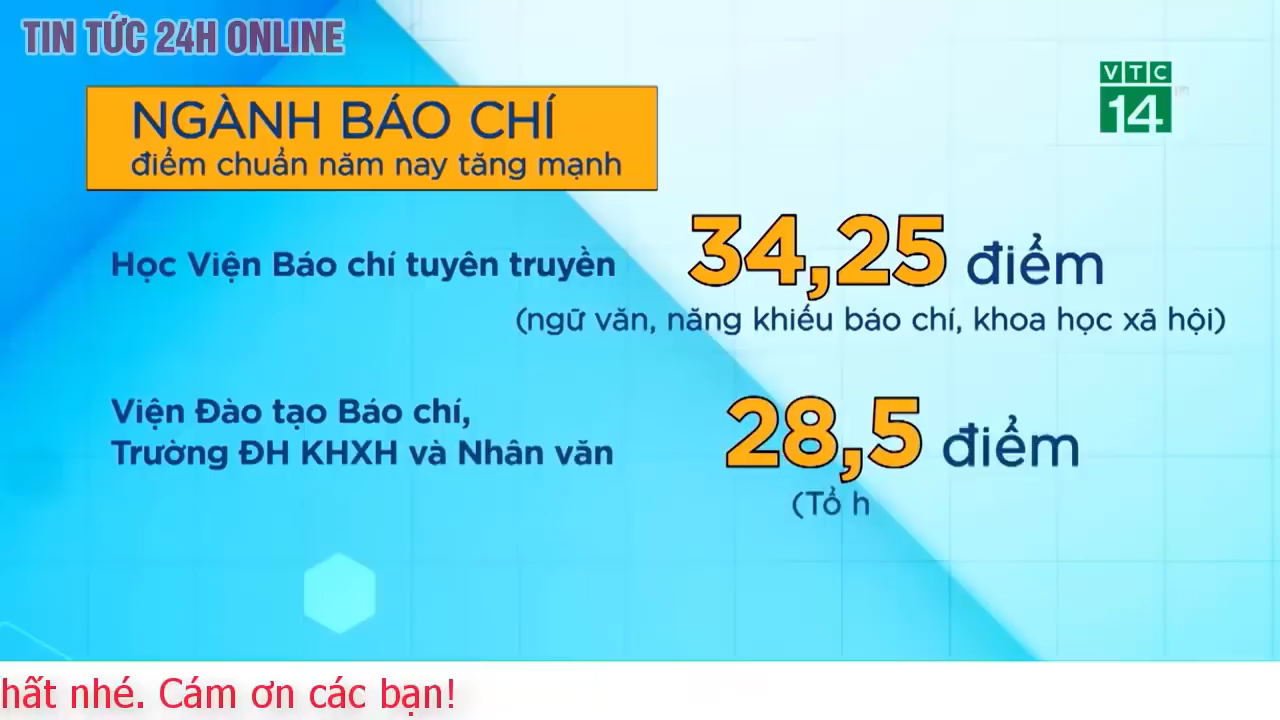 TIN TỨC 24H ONLINE
VTC
14
NGÀNH BÁO CHÍ
điểm chuẩn năm nay tăng mạnh
Học Viện Báo chí tuyên truyền
34,25 điểm
(ngữ văn, năng khiếu báo chí, khoa học xã hội)
Viện Đào tạo Báo chí,
Trường ĐH KHXH và Nhân văn
28,5 điểm
(Tổ h
hất nhé. Cám ơn các bạn!